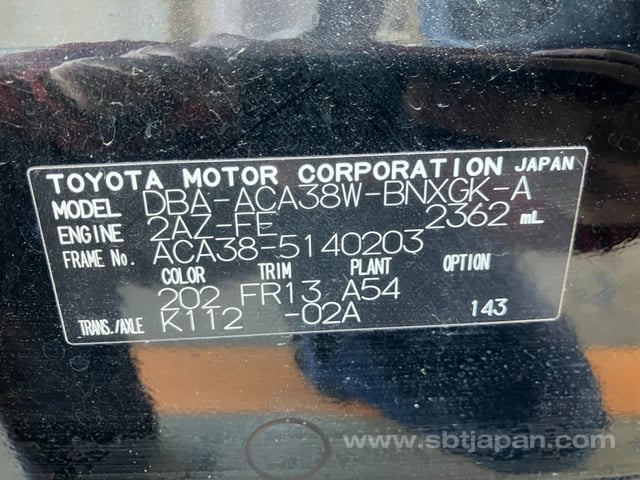 TOYOTA MOTOR CORPORATION JAPAN
MODEL DBA-ACA38W-BNXGK-A
ENGINE 2AZ-FE 2362 mL
FRAME No. ACA38-5140203
COLOR TRIM PLANT OPTION
202 FR13 A54
TRANS./AXLE K112 -02A 143
www.sbtjapan.com